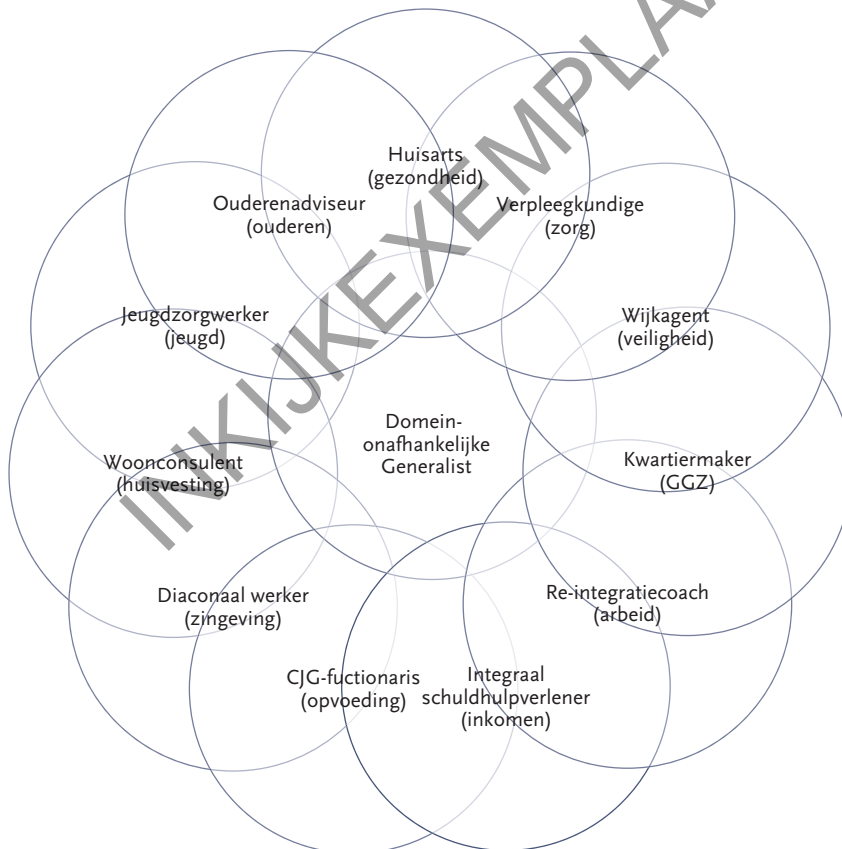 Huisarts
(gezondheid)
Ouderenadviseur
(ouderen)
Verpleegkundige
(zorg)
Jeugdzorgwerker
(jeugd)
Wijkagent
(veiligheid)
Domein-
onafhankelijke
Generalist
Woonconsulent
(huisvesting)
Kwartiermaker
(GGZ)
Diaconaal werker
(zingeving)
Re-integratiecoach
(arbeid)
CJG-fuctionaris
(opvoeding)
Integraal
schuldhulpverlener
(inkomen)
INKIJKEXEMPLAA